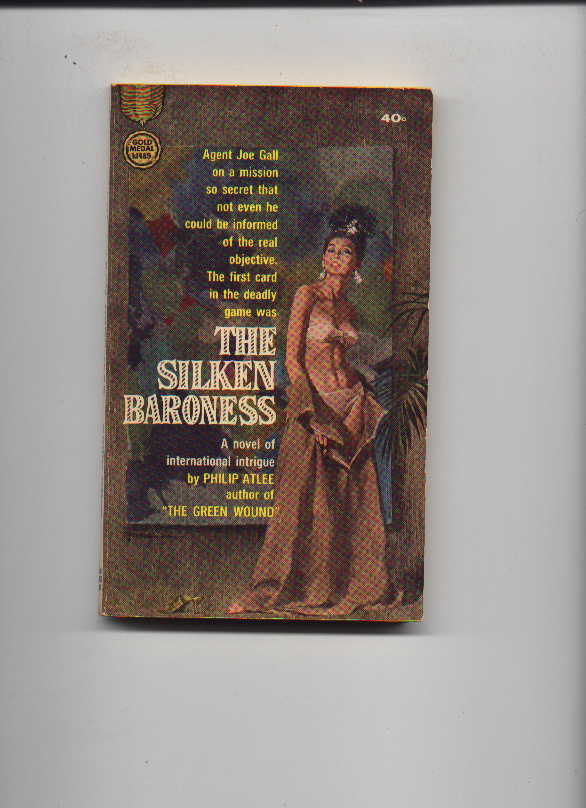 40¢
GOLD
MEDAL
Agent Joe Gall
on a mission
so secret that
not even he
could be informed
of the real
objective.
The first card
in the deadly
game was
THE
SILKEN
BARONESS
A novel of
international intrigue
by PHILIP ATLEE
author of
"THE GREEN WOUND"